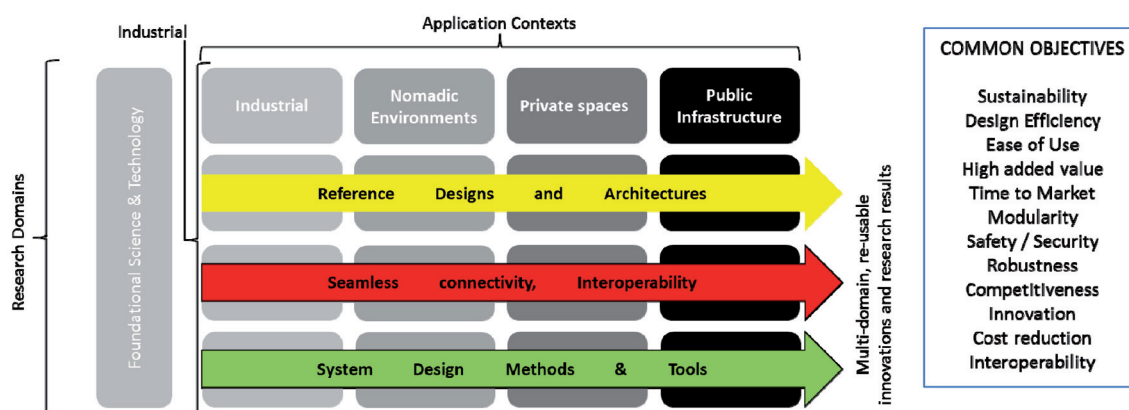 Application Contexts
Industrial
Research Domains
Foundational Science & Technology
Industrial
Nomadic
Environments
Private spaces
Public
Infrastructure
Reference Designs and Architectures
Seamless connectivity, Interoperability
System Design Methods & Tools
Multi-domain, re-usable
innovations and research results
COMMON OBJECTIVES
Sustainability
Design Efficiency
Ease of Use
High added value
Time to Market
Modularity
Safety / Security
Robustness
Competitiveness
Innovation
Cost reduction
Interoperability